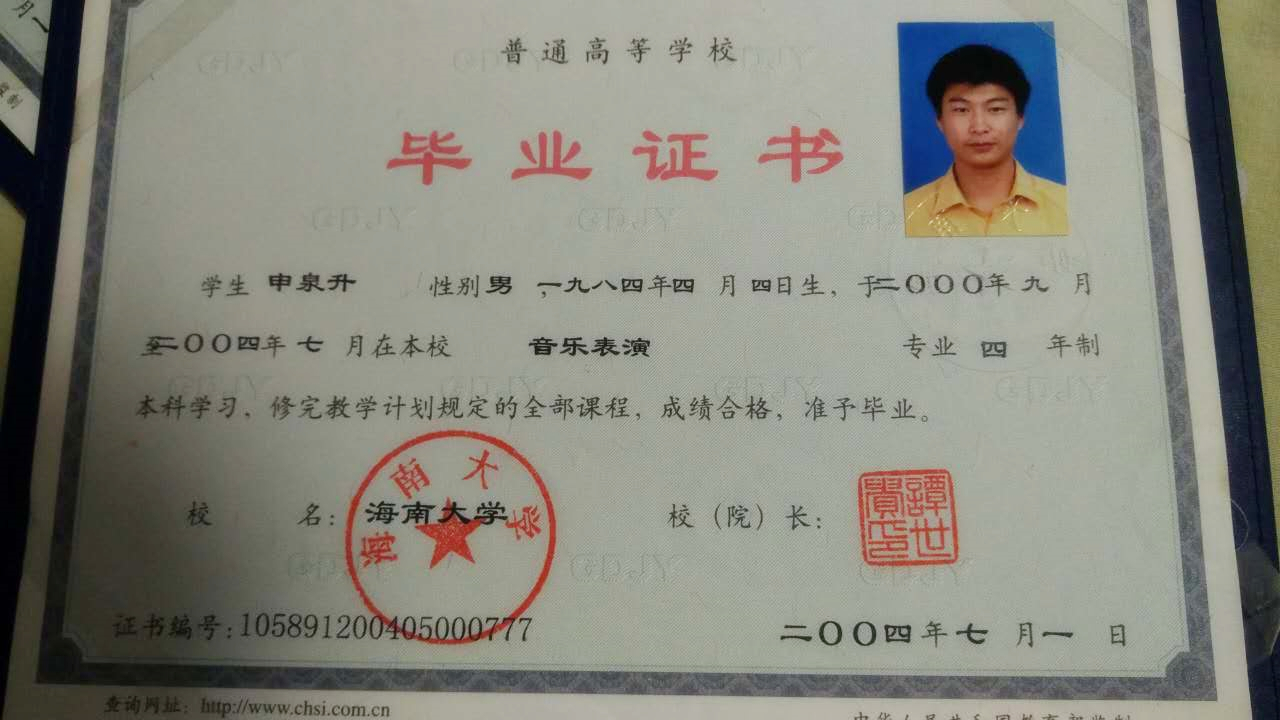 普通高等学校
毕业证书
学生 申泉升 性别 男 ,一九八四年四 月 四日生，于二〇〇〇年 九 月
至二〇〇四年 七 月在本校 音乐表演 专业 四 年制
本科学习，修完教学计划规定的全部课程，成绩合格，准予毕业。
海南大学
校 名：海南大学 校（院）长：
譚世貴印
证书编号:105891200405000777
二〇〇四年七 月一 日
查询网址：http://www.chsi.com.cn
中华人民共和国教育部监制
月一
监制